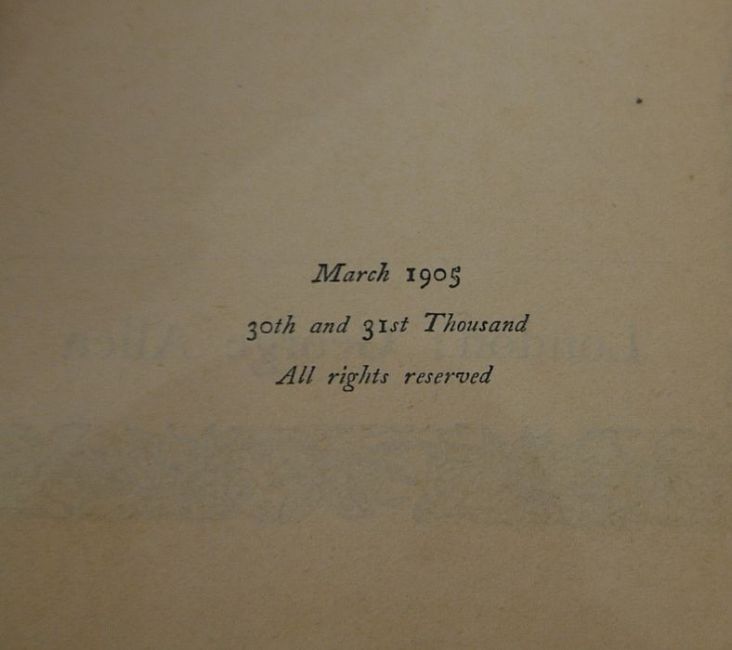 March 1905
30th and 31st Thousand
All rights reserved